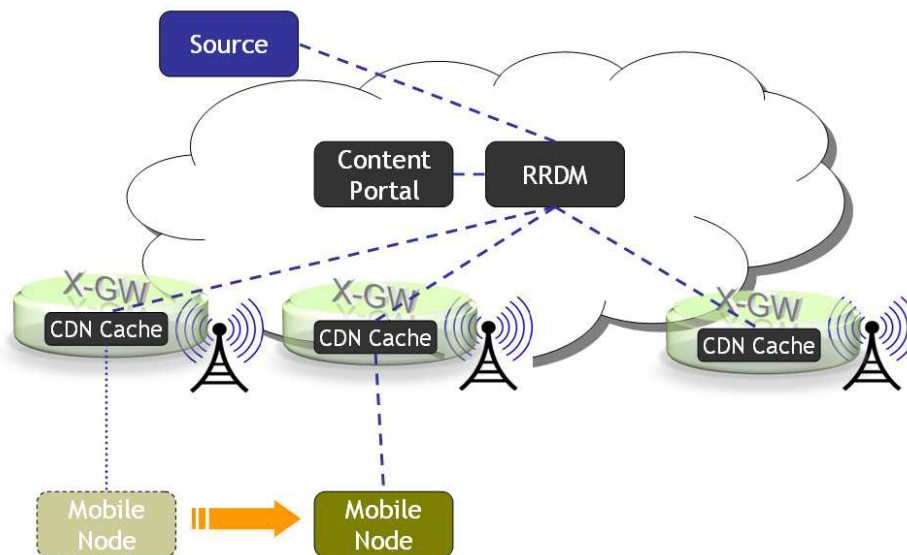 Source
Content
Portal
RRDM
X-GW
X-GW
X-GW
CDN Cache
CDN Cache
CDN Cache
Mobile
Node
Mobile
Node